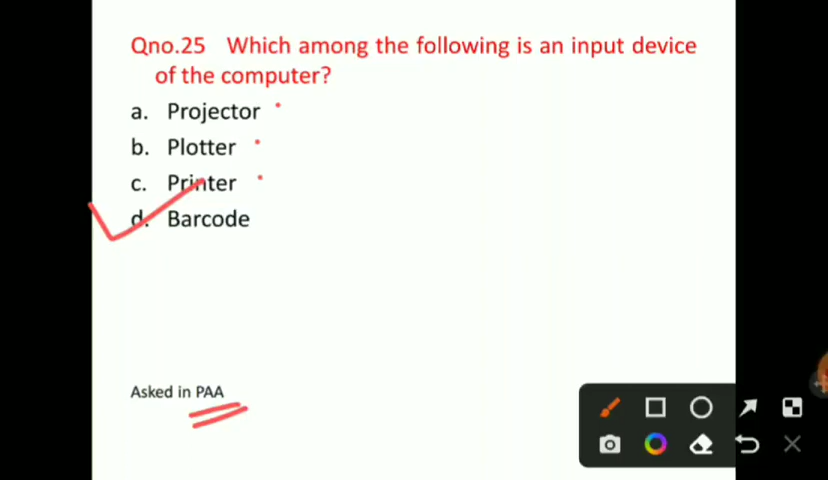 Qno.25 Which among the following is an input device
of the computer?
a. Projector
b. Plotter
c. Printer
d. Barcode
Asked in PAA